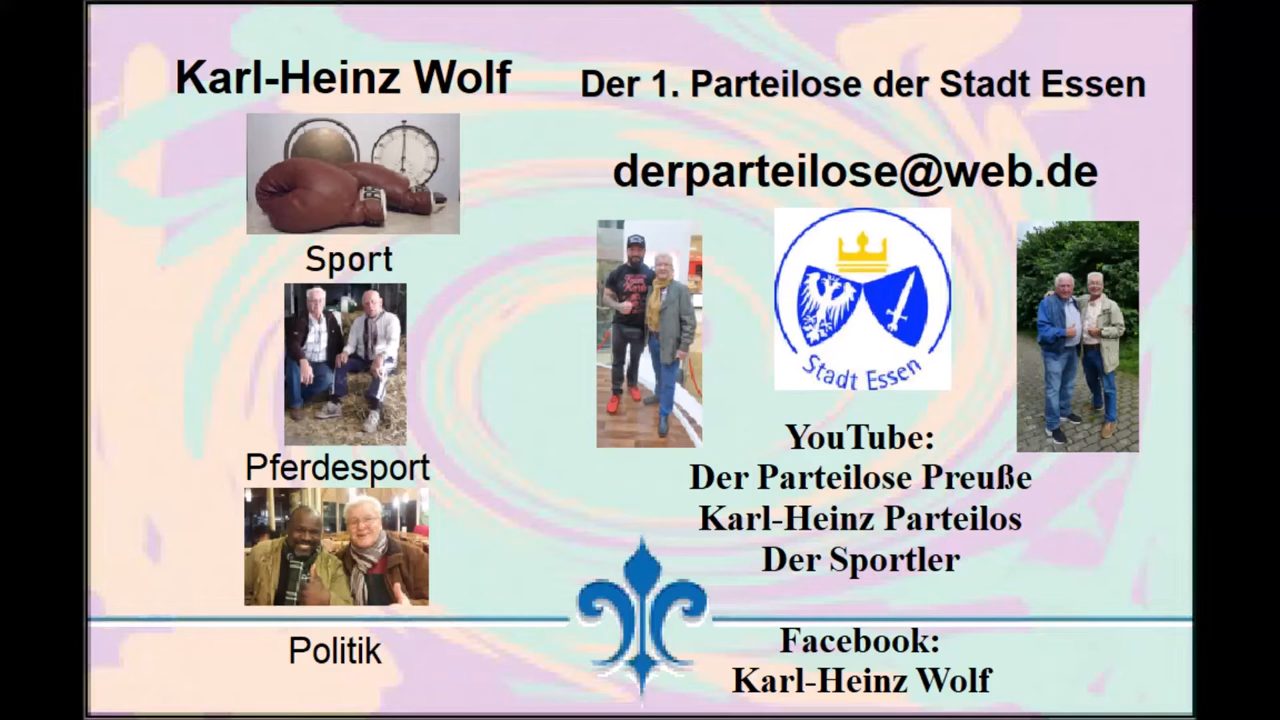 Karl-Heinz Wolf
Der 1. Parteilose der Stadt Essen
derparteilose@web.de
Sport
Pferdesport
Politik
Stadt Essen
YouTube:
Der Parteilose Preuße
Karl-Heinz Parteilos
Der Sportler
Facebook:
Karl-Heinz Wolf